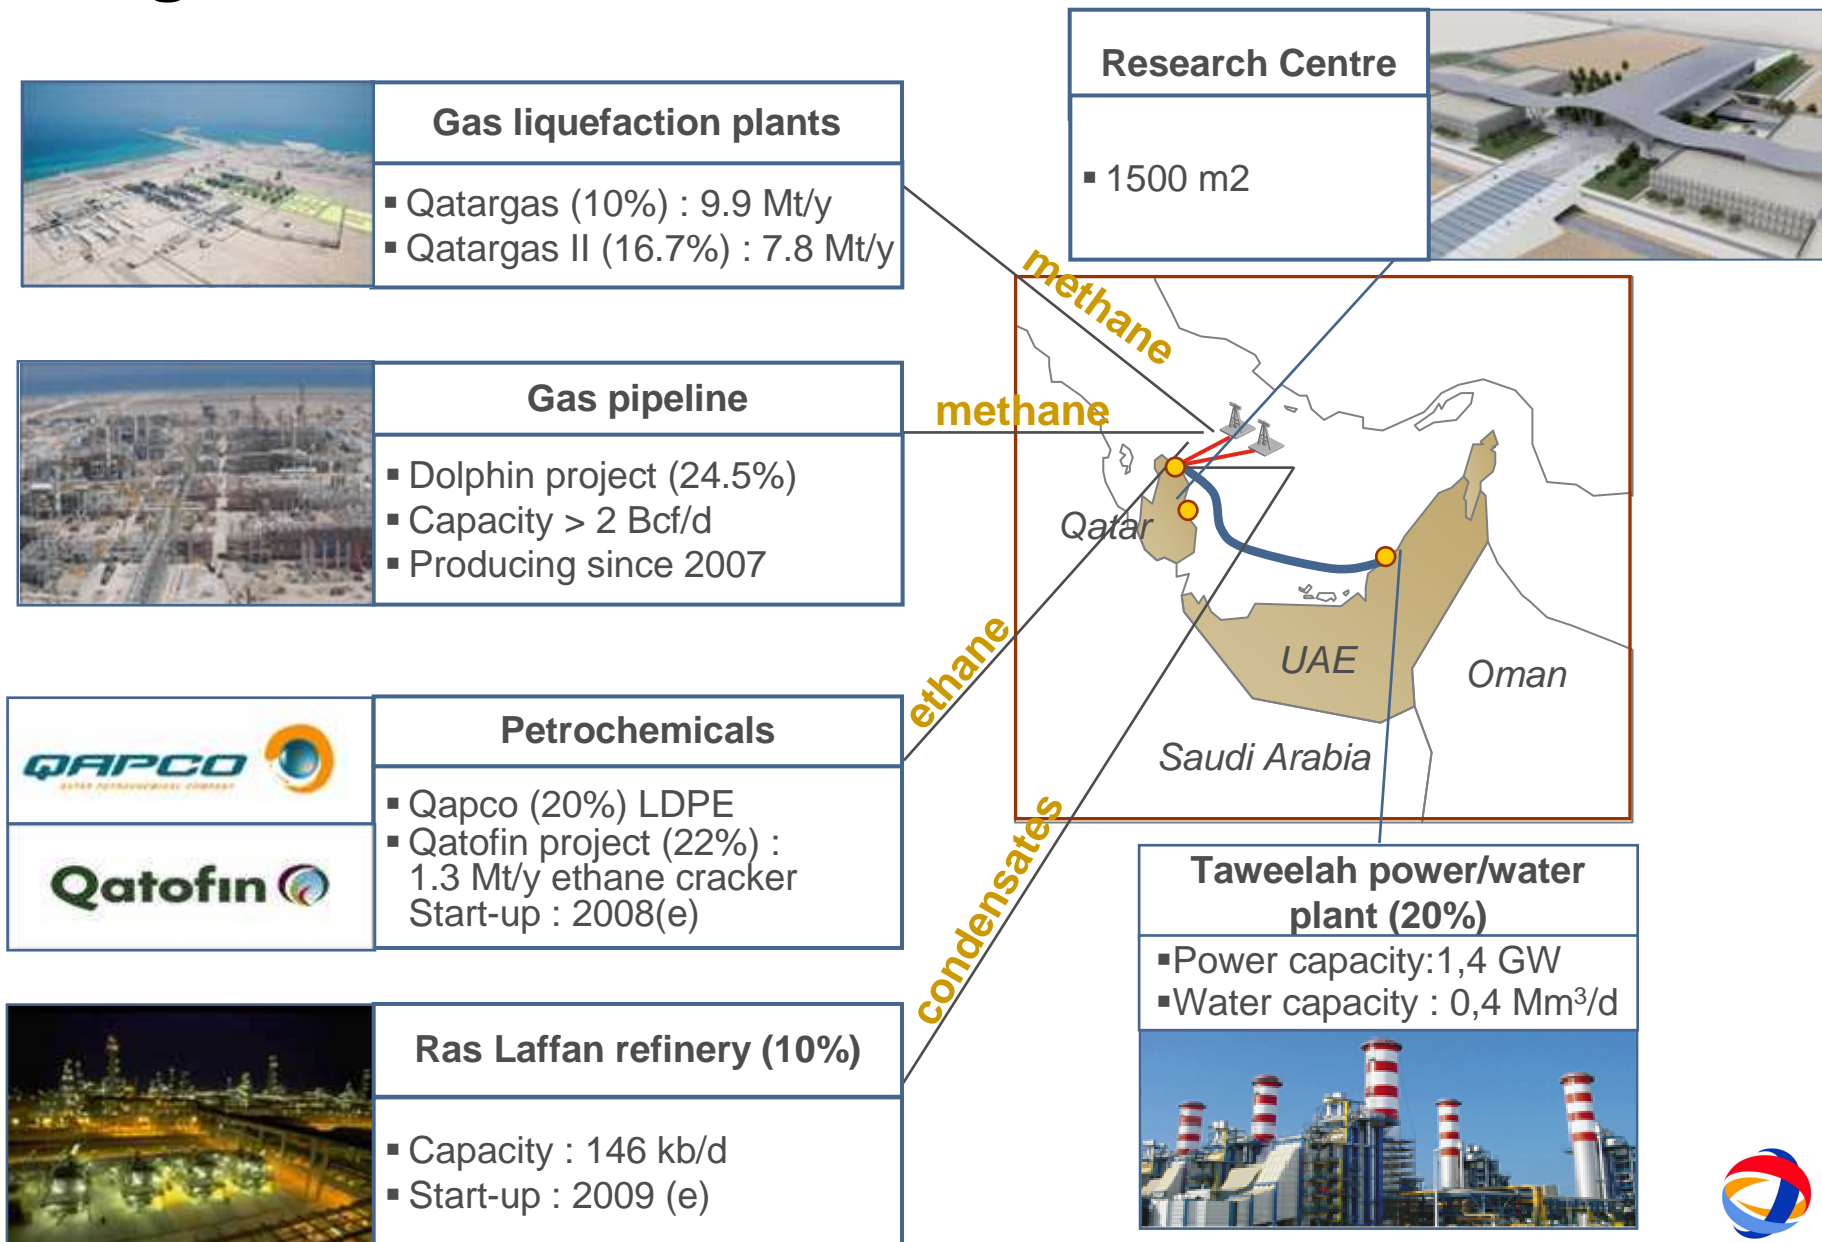 Gas liquefaction plants
▪ Qatargas (10%) : 9.9 Mt/y
▪ Qatargas II (16.7%) : 7.8 Mt/y
Gas pipeline
▪ Dolphin project (24.5%)
▪ Capacity > 2 Bcf/d
▪ Producing since 2007
QAPCO
QATAR PETROCHEMICAL COMPANY
Qatofin
Petrochemicals
▪ Qapco (20%) LDPE
▪ Qatofin project (22%) :
1.3 Mt/y ethane cracker
Start-up : 2008(e)
Ras Laffan refinery (10%)
▪ Capacity : 146 kb/d
▪ Start-up : 2009 (e)
methane
methane
ethane
condensates
Research Centre
▪ 1500 m2
Qatar
UAE
Oman
Saudi Arabia
Taweelah power/water
plant (20%)
▪Power capacity:1,4 GW
▪Water capacity : 0,4 Mm³/d